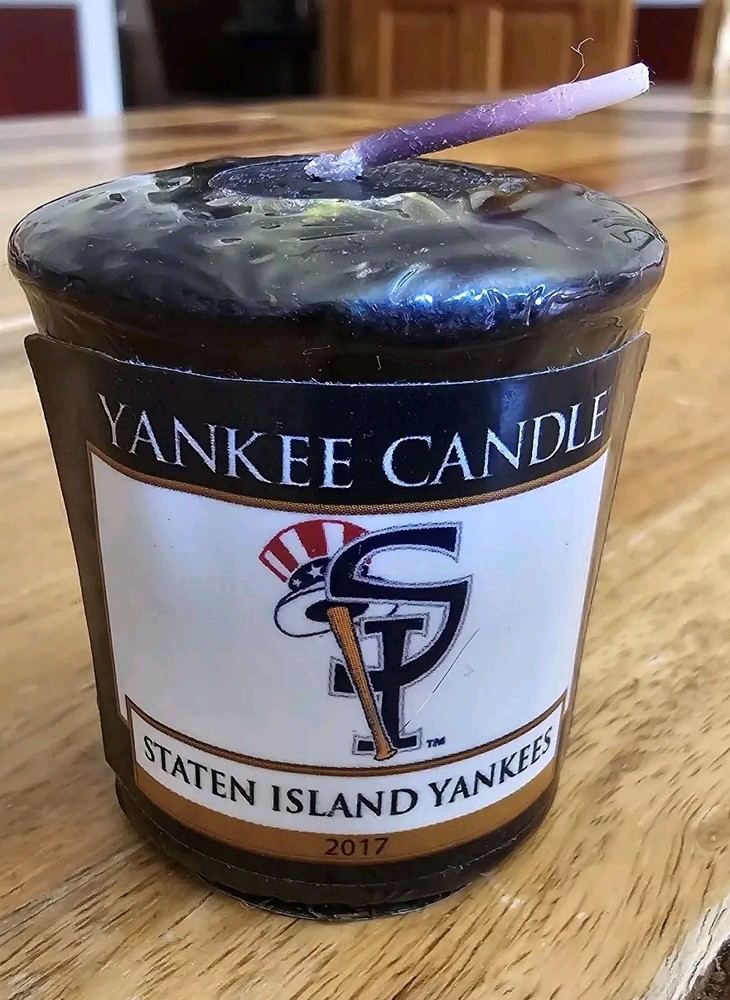 YANKEE CANDLE
SI
TM
STATEN ISLAND YANKEES
2017